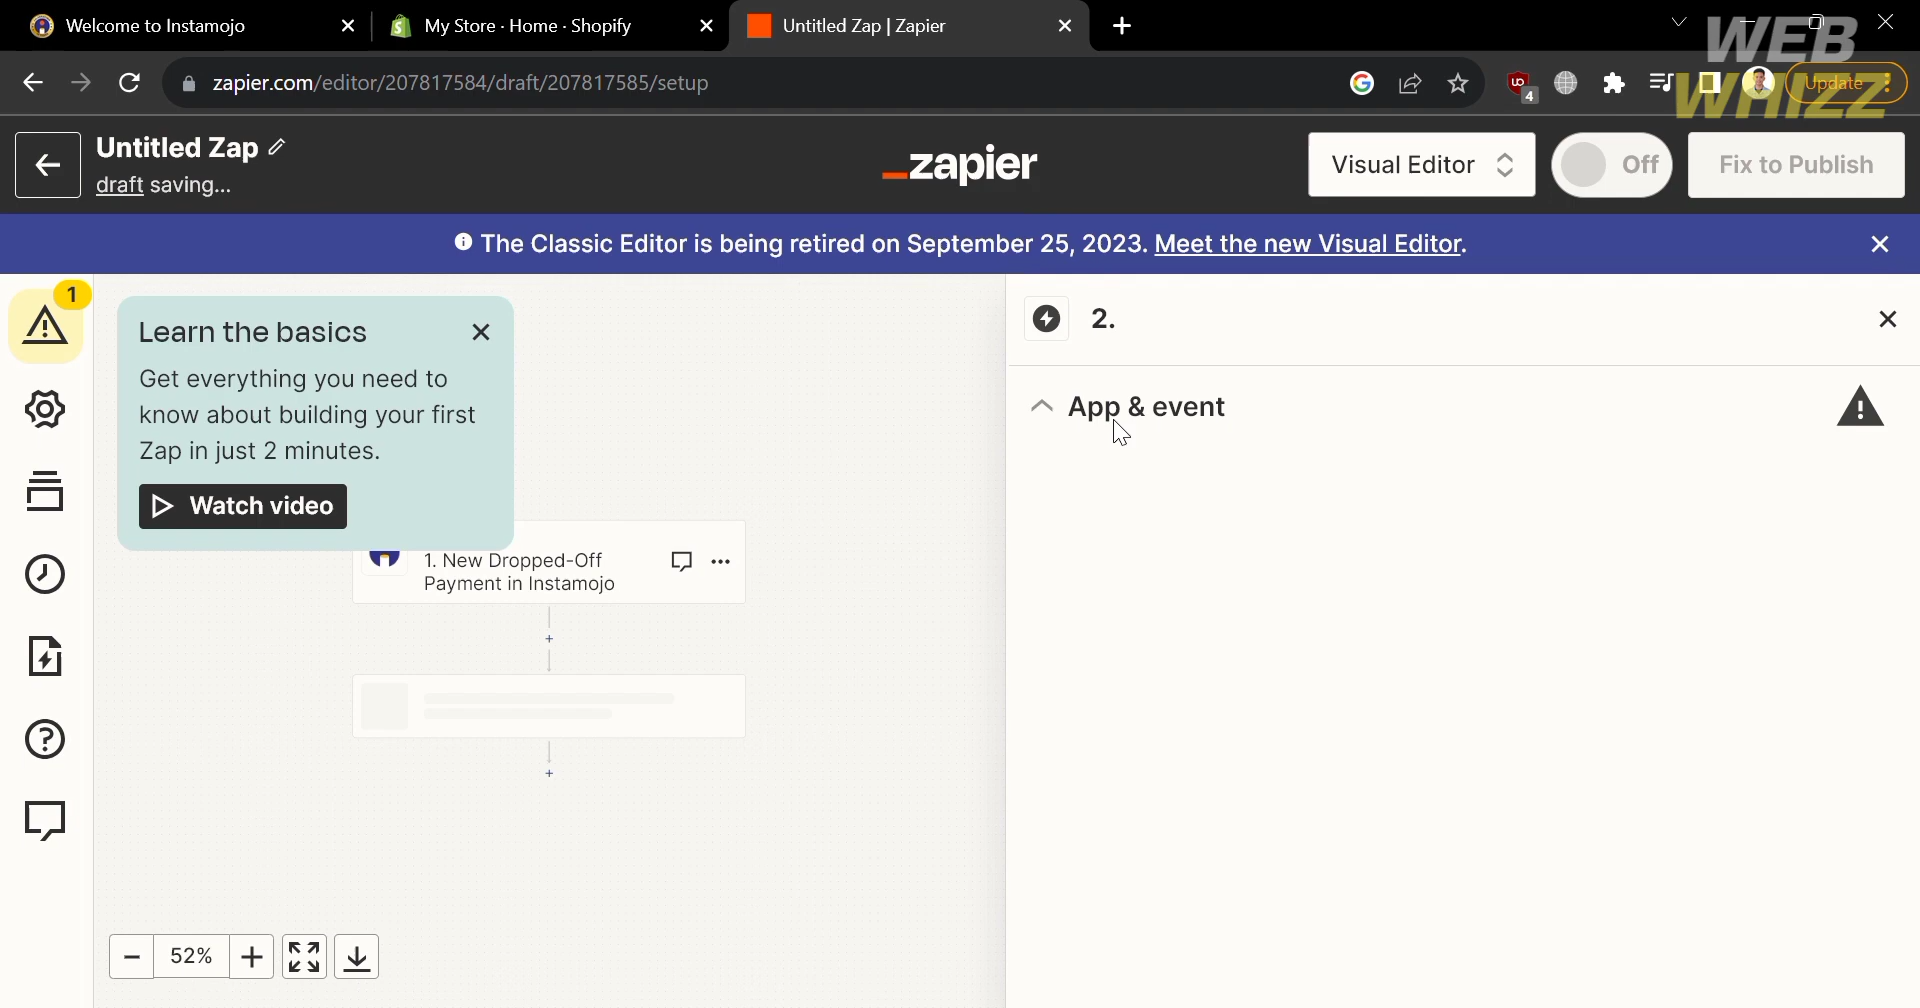 Welcome to Instamojo
My Store · Home · Shopify
Untitled Zap | Zapier
zapier.com/editor/207817584/draft/207817585/setup
4
Update
WEB
WHIZZ
Untitled Zap
draft saving...
_zapier
Visual Editor
Off
Fix to Publish
The Classic Editor is being retired on September 25, 2023. Meet the new Visual Editor.
1
Learn the basics
Get everything you need to
know about building your first
Zap in just 2 minutes.
Watch video
1. New Dropped-Off
Payment in Instamojo
2.
App & event
52%